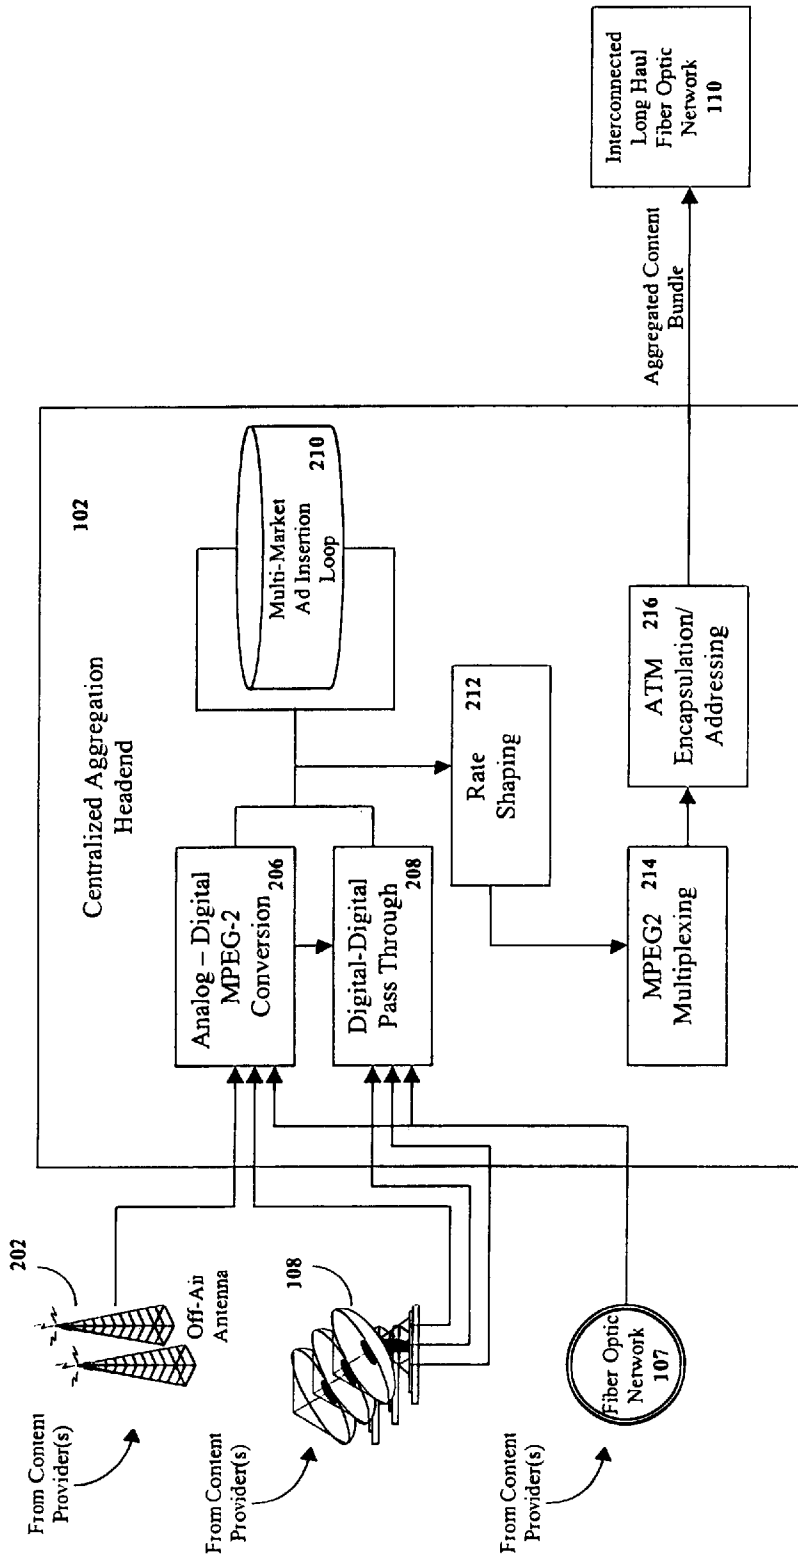 From Content
Provider(s)
202
Off-Air
Antenna
From Content
Provider(s)
108
From Content
Provider(s)
Fiber Optic
Network
107
Centralized Aggregation
Headend
102
Analog – Digital
MPEG-2
Conversion
206
Digital-Digital
Pass Through
208
Multi-Market
Ad Insertion
Loop
210
Rate
Shaping
212
MPEG2
Multiplexing
214
ATM
Encapsulation/
Addressing
216
Aggregated Content
Bundle
Interconnected
Long Haul
Fiber Optic
Network
110